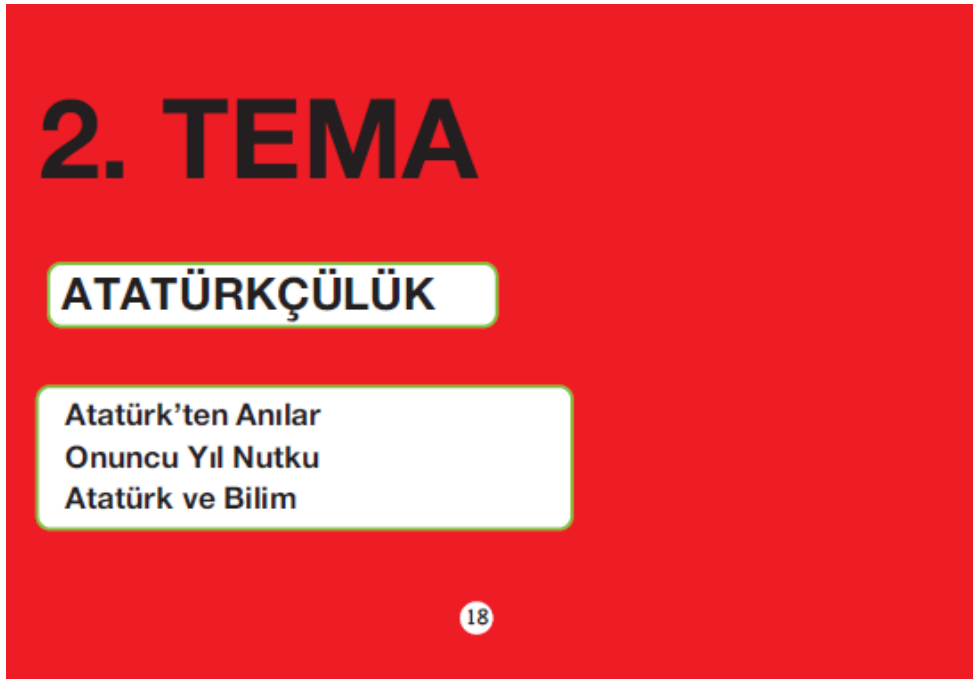 2. TEMA
ATATÜRKÇÜLÜK
Atatürk’ten Anılar
Onuncu Yıl Nutku
Atatürk ve Bilim
18